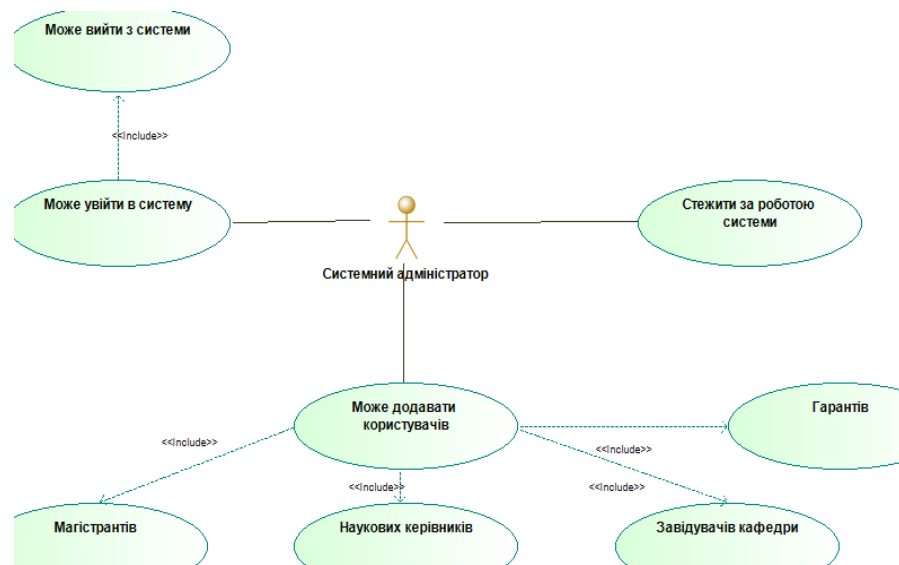 Може вийти з системи
<<Include>>
Може увійти в систему
Стежити за роботою
системи
Системний адміністратор
Може додавати
користувачів
Гарантів
<<Include>>
<<Include>>
<<Include>>
<<Include>>
Магістрантів
Наукових керівників
Завідувачів кафедри